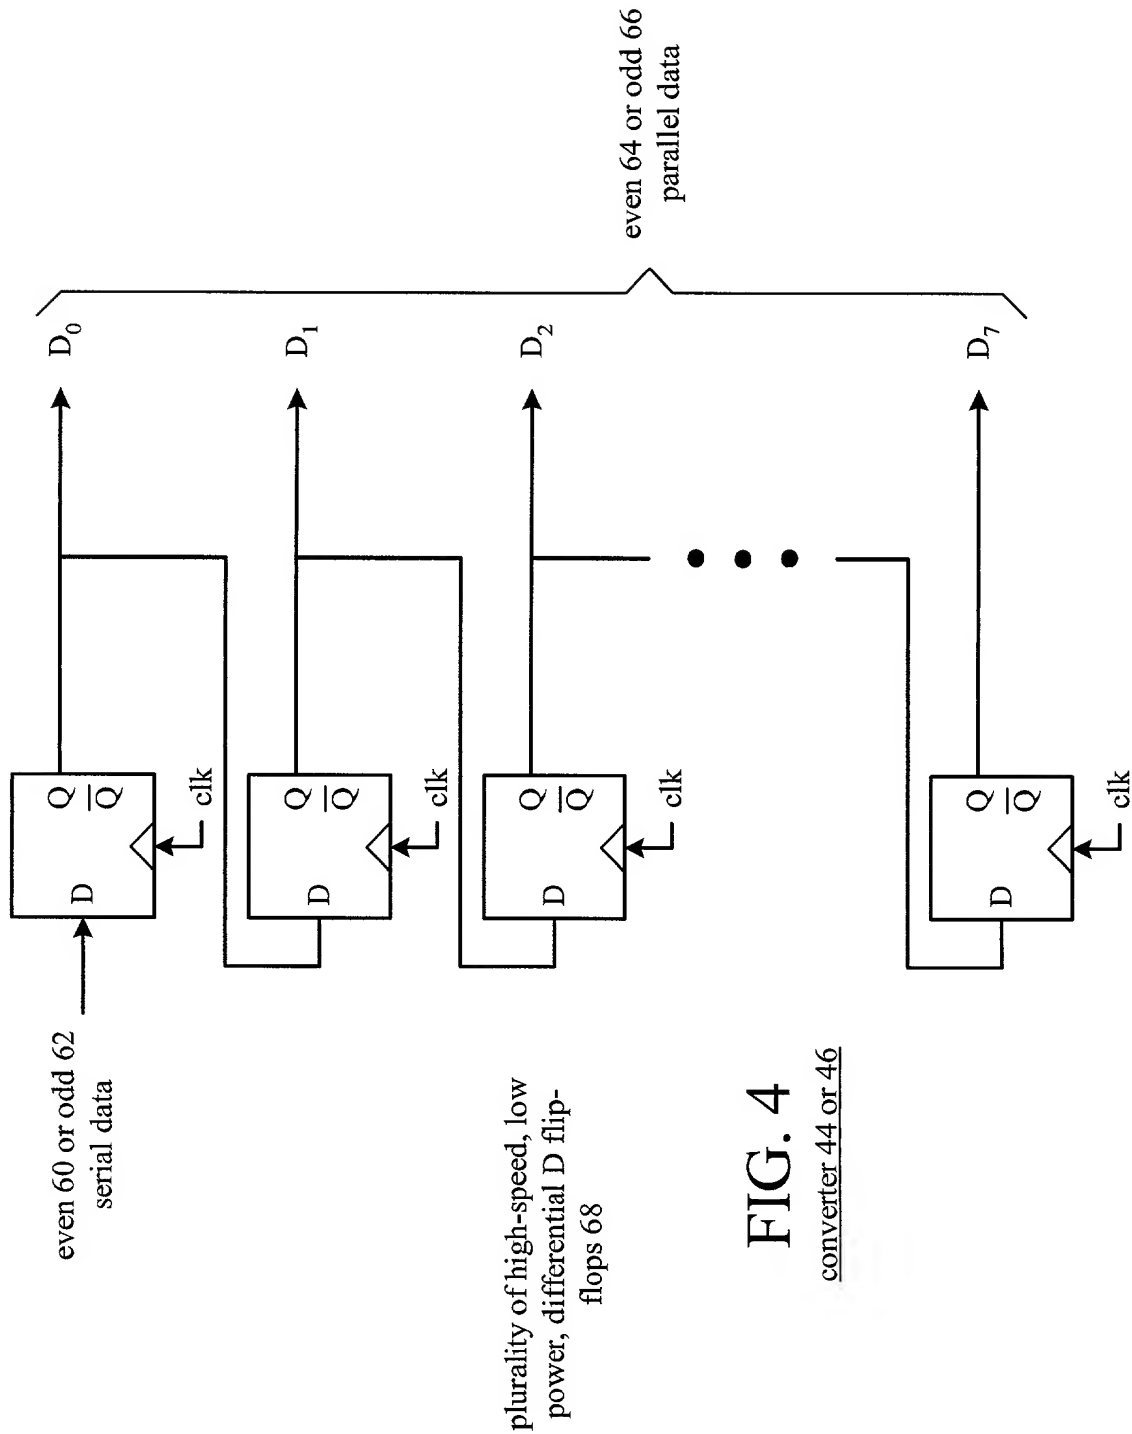 even 60 or odd 62
serial data
D
Q
Q
clk
D0
D
Q
Q
clk
D1
D
Q
Q
clk
D2
D
Q
Q
clk
D7
even 64 or odd 66
parallel data
plurality of high-speed, low
power, differential D flip-
flops 68
FIG. 4
converter 44 or 46